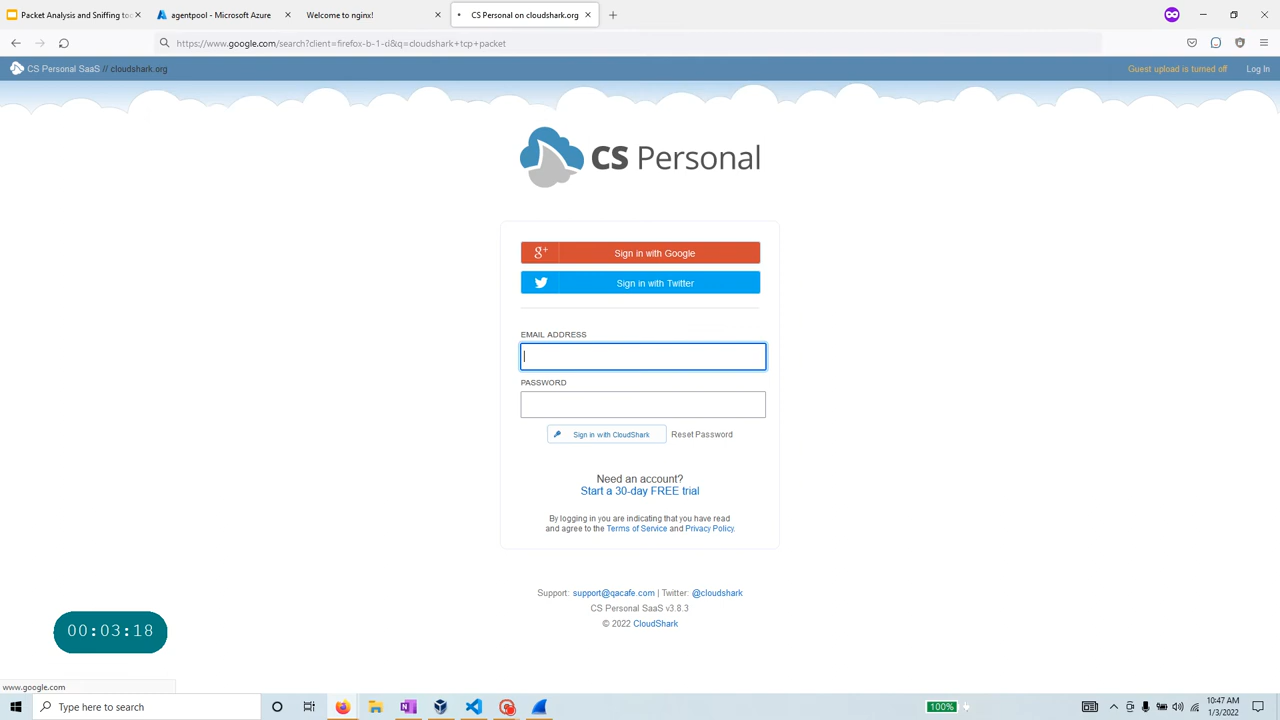 Packet Analysis and Sniffing to
agentpool - Microsoft Azure
Welcome to nginx!
CS Personal on cloudshark.org
https://www.google.com/search?client=firefox-b-1-d&q=cloudshark+tcp+packet
CS Personal SaaS // cloudshark.org
Guest upload is turned off
Log In
CS Personal
Sign in with Google
Sign in with Twitter
EMAIL ADDRESS
PASSWORD
Sign in with CloudShark
Reset Password
Need an account?
Start a 30-day FREE trial
By logging in you are indicating that you have read
and agree to the Terms of Service and Privacy Policy.
Support: support@qacafe.com | Twitter: @cloudshark
CS Personal SaaS v3.8.3
© 2022 CloudShark
00:03:18
www.google.com
Type here to search
100%
10:47 AM
1/3/2022